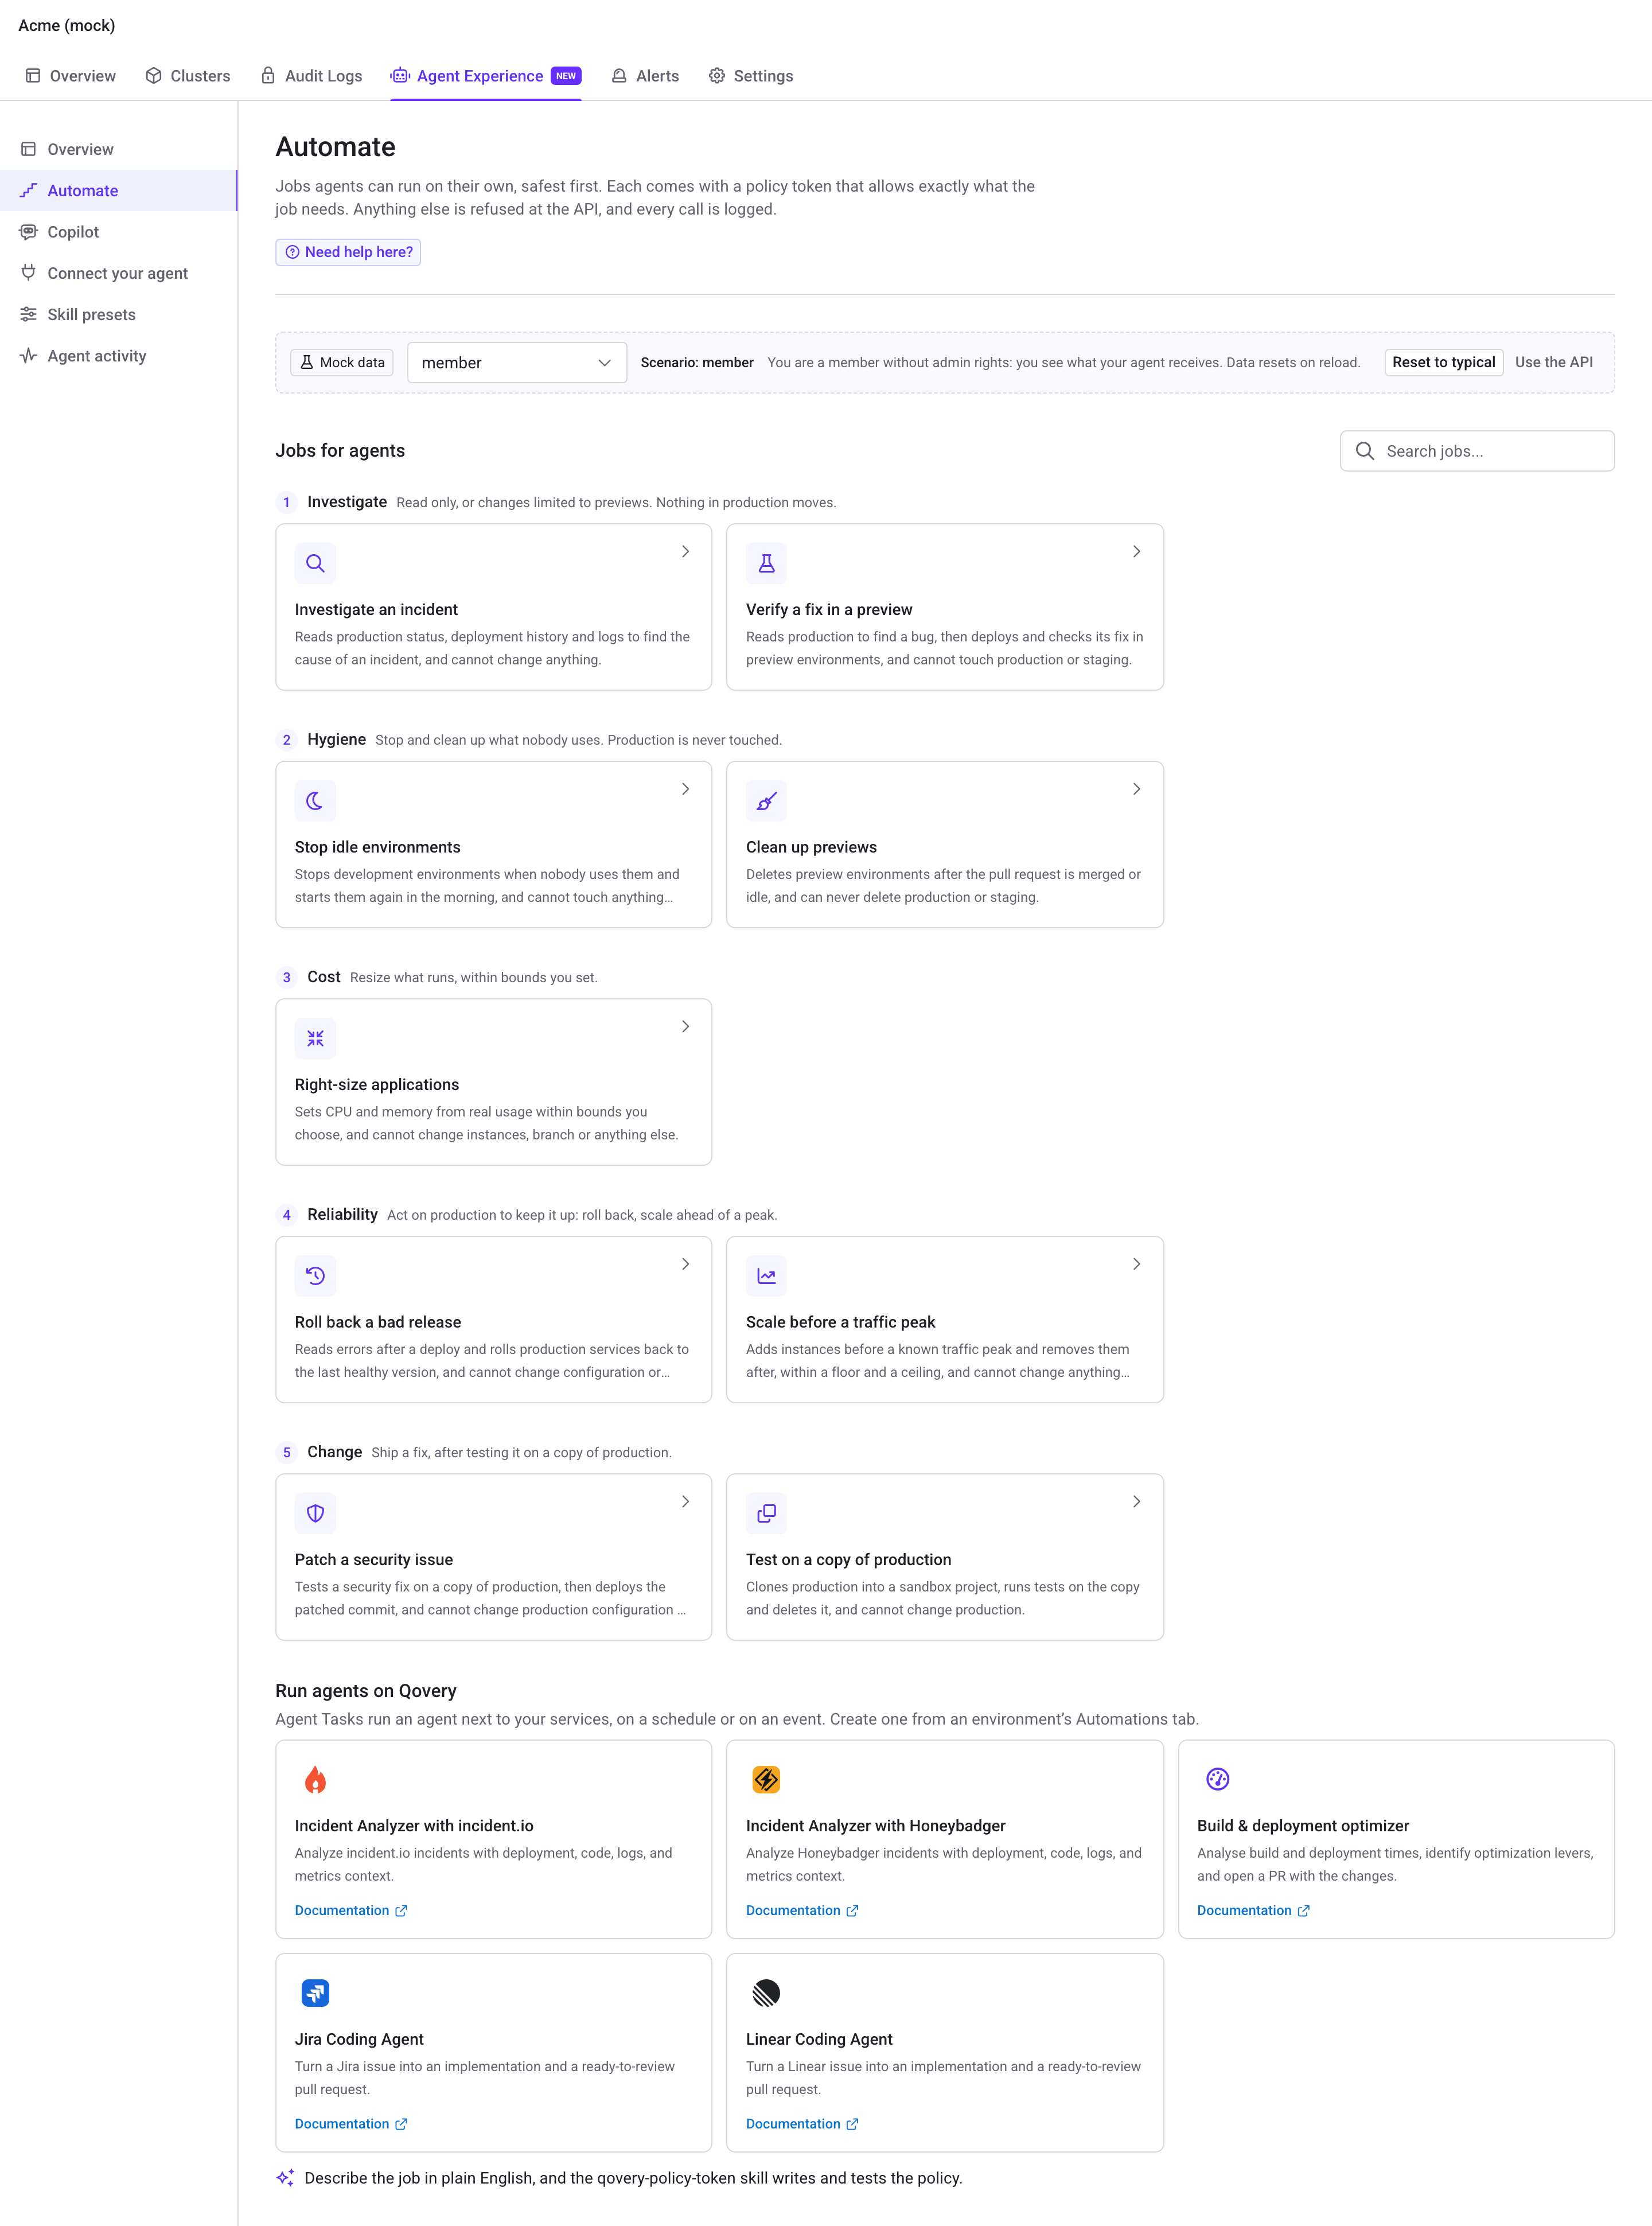 Acme (mock)
Overview
Clusters
Audit Logs
Agent Experience NEW
Alerts
Settings
Overview
Automate
Copilot
Connect your agent
Skill presets
Agent activity
Automate
Jobs agents can run on their own, safest first. Each comes with a policy token that allows exactly what the
job needs. Anything else is refused at the API, and every call is logged.
Need help here?
Mock data
member
Scenario: member You are a member without admin rights: you see what your agent receives. Data resets on reload.
Reset to typical
Use the API
Jobs for agents
Search jobs...
1 Investigate Read only, or changes limited to previews. Nothing in production moves.
Investigate an incident
Reads production status, deployment history and logs to find the
cause of an incident, and cannot change anything.
Verify a fix in a preview
Reads production to find a bug, then deploys and checks its fix in
preview environments, and cannot touch production or staging.
2 Hygiene Stop and clean up what nobody uses. Production is never touched.
Stop idle environments
Stops development environments when nobody uses them and
starts them again in the morning, and cannot touch anything…
Clean up previews
Deletes preview environments after the pull request is merged or
idle, and can never delete production or staging.
3 Cost Resize what runs, within bounds you set.
Right-size applications
Sets CPU and memory from real usage within bounds you
choose, and cannot change instances, branch or anything else.
4 Reliability Act on production to keep it up: roll back, scale ahead of a peak.
Roll back a bad release
Reads errors after a deploy and rolls production services back to
the last healthy version, and cannot change configuration or…
Scale before a traffic peak
Adds instances before a known traffic peak and removes them
after, within a floor and a ceiling, and cannot change anything…
5 Change Ship a fix, after testing it on a copy of production.
Patch a security issue
Tests a security fix on a copy of production, then deploys the
patched commit, and cannot change production configuration …
Test on a copy of production
Clones production into a sandbox project, runs tests on the copy
and deletes it, and cannot change production.
Run agents on Qovery
Agent Tasks run an agent next to your services, on a schedule or on an event. Create one from an environment’s Automations tab.
Incident Analyzer with incident.io
Analyze incident.io incidents with deployment, code, logs, and
metrics context.
Documentation
Incident Analyzer with Honeybadger
Analyze Honeybadger incidents with deployment, code, logs, and
metrics context.
Documentation
Build & deployment optimizer
Analyse build and deployment times, identify optimization levers,
and open a PR with the changes.
Documentation
Jira Coding Agent
Turn a Jira issue into an implementation and a ready-to-review
pull request.
Documentation
Linear Coding Agent
Turn a Linear issue into an implementation and a ready-to-review
pull request.
Documentation
Describe the job in plain English, and the qovery-policy-token skill writes and tests the policy.